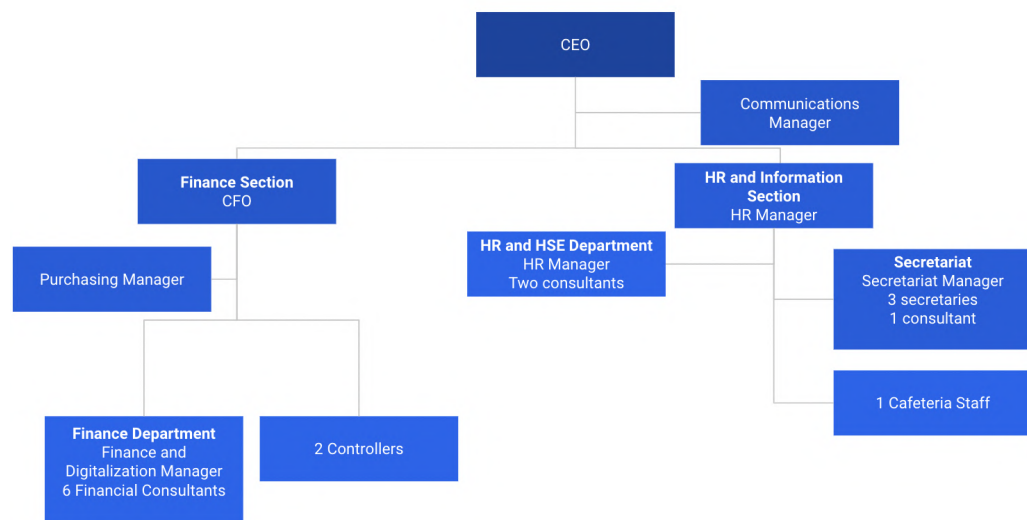 CEO
Communications
Manager
Finance Section
CFO
HR and Information
Section
HR Manager
Purchasing Manager
HR and HSE Department
HR Manager
Two consultants
Secretariat
Secretariat Manager
3 secretaries
1 consultant
1 Cafeteria Staff
Finance Department
Finance and
Digitalization Manager
6 Financial Consultants
2 Controllers